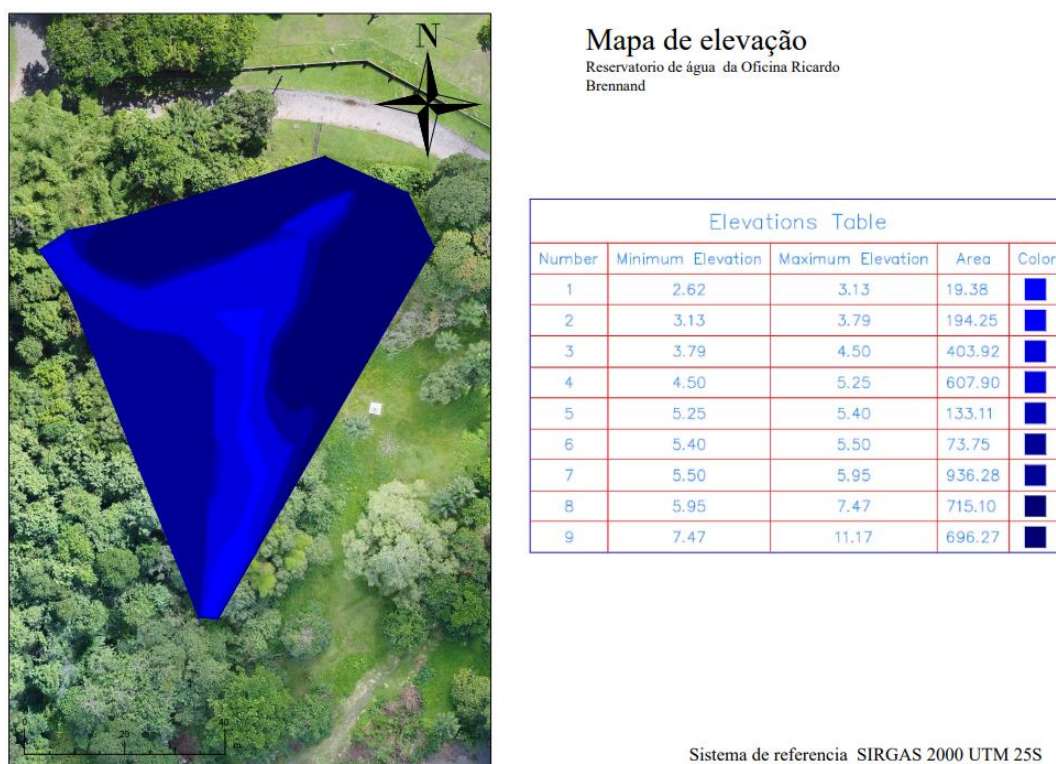 N
Mapa de elevação
Reservatorio de água da Oficina Ricardo
Brennand
Elevations Table
Number Minimum Elevation Maximum Elevation Area Color
1 2.62 3.13 19.38
2 3.13 3.79 194.25
3 3.79 4.50 403.92
4 4.50 5.25 607.90
5 5.25 5.40 133.11
6 5.40 5.50 73.75
7 5.50 5.95 936.28
8 5.95 7.47 715.10
9 7.47 11.17 696.27
0 20 40
Sistema de referencia SIRGAS 2000 UTM 25S